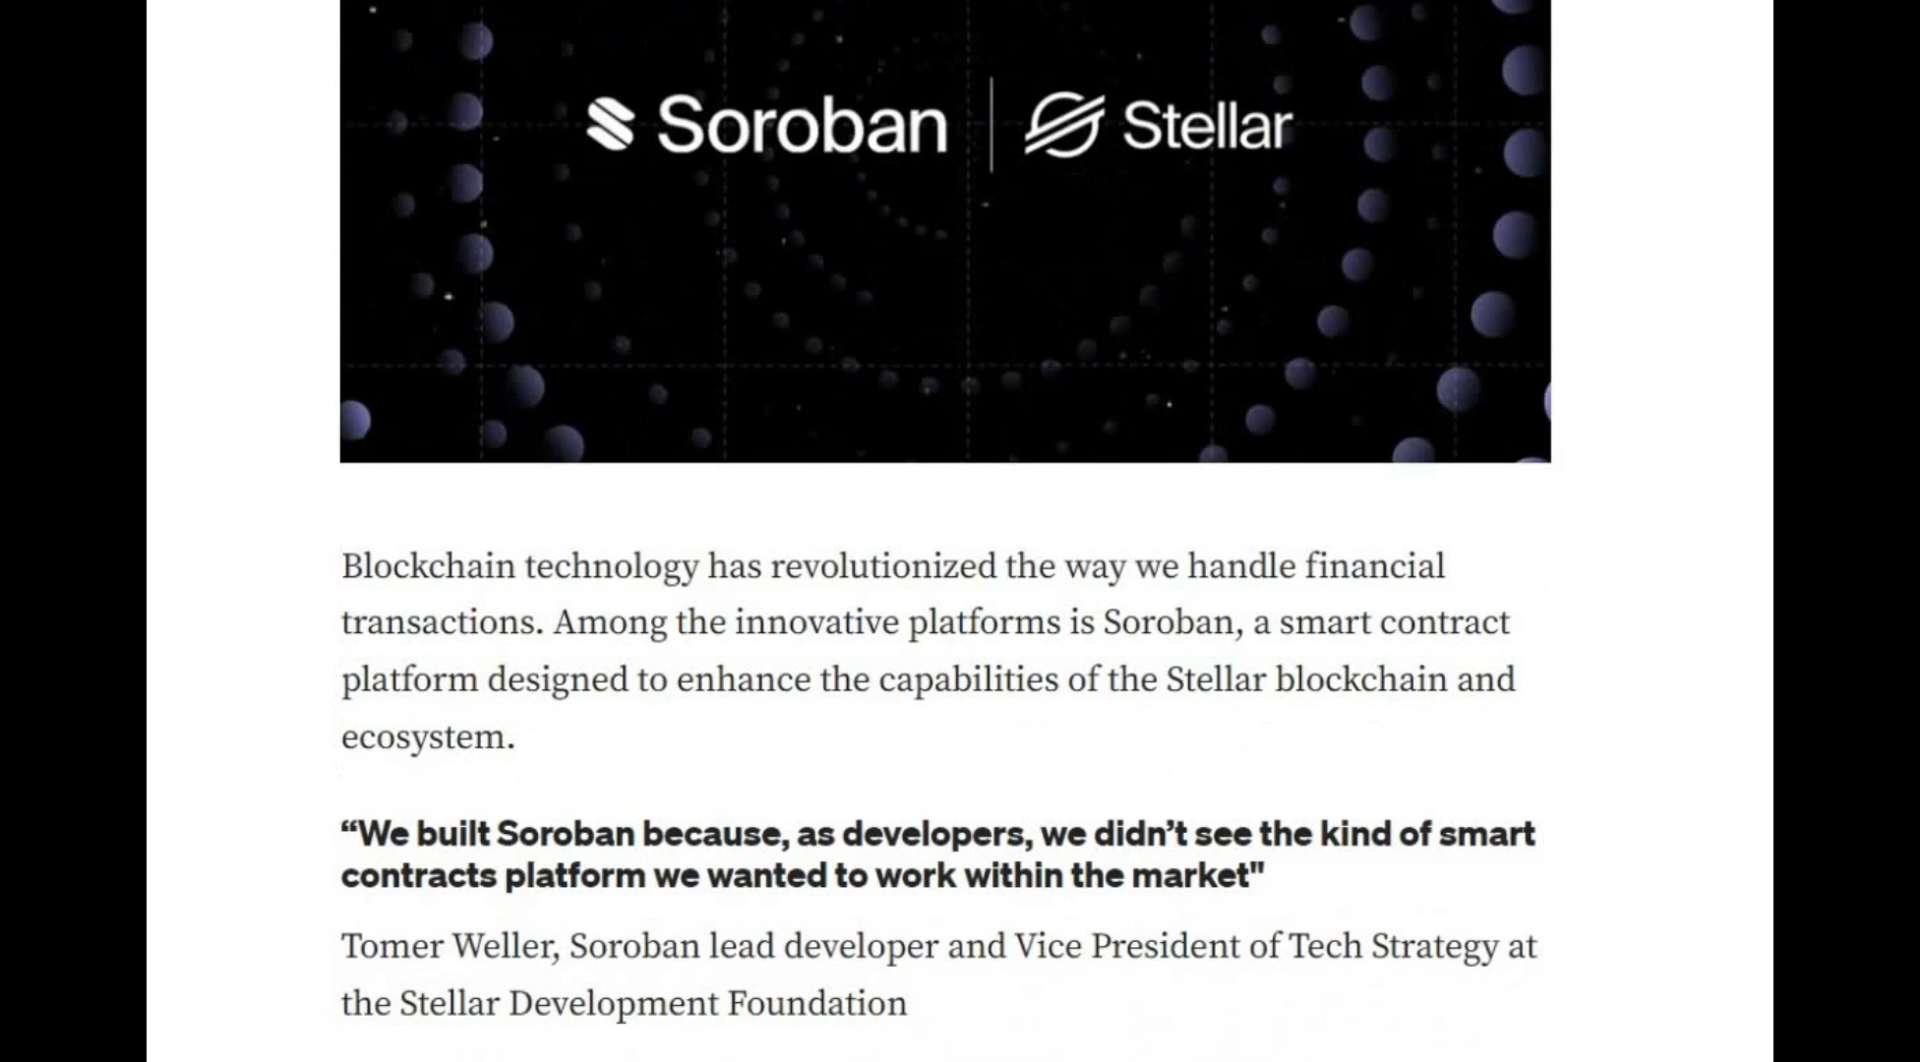 Soroban | Stellar
Blockchain technology has revolutionized the way we handle financial
transactions. Among the innovative platforms is Soroban, a smart contract
platform designed to enhance the capabilities of the Stellar blockchain and
ecosystem.
“We built Soroban because, as developers, we didn’t see the kind of smart
contracts platform we wanted to work within the market"
Tomer Weller, Soroban lead developer and Vice President of Tech Strategy at
the Stellar Development Foundation